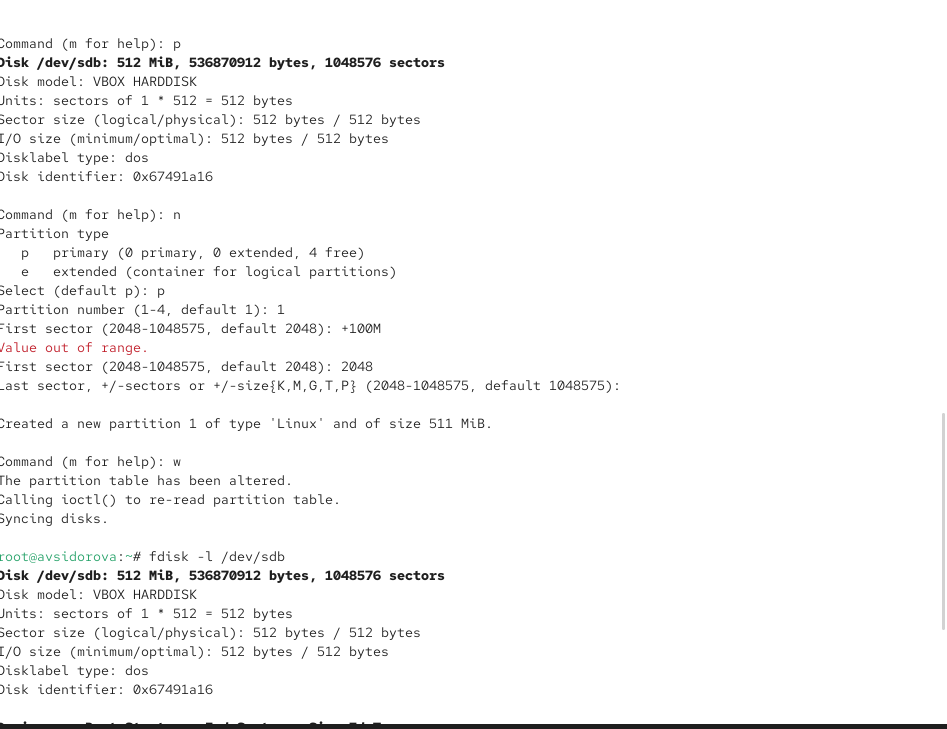 Command (m for help): p
Disk /dev/sdb: 512 MiB, 536870912 bytes, 1048576 sectors
Disk model: VBOX HARDDISK
Units: sectors of 1 * 512 = 512 bytes
Sector size (logical/physical): 512 bytes / 512 bytes
I/O size (minimum/optimal): 512 bytes / 512 bytes
Disklabel type: dos
Disk identifier: 0x67491a16
Command (m for help): n
Partition type
   p   primary (0 primary, 0 extended, 4 free)
   e   extended (container for logical partitions)
Select (default p): p
Partition number (1-4, default 1): 1
First sector (2048-1048575, default 2048): +100M
Value out of range.
First sector (2048-1048575, default 2048): 2048
Last sector, +/-sectors or +/-size{K,M,G,T,P} (2048-1048575, default 1048575):
Created a new partition 1 of type 'Linux' and of size 511 MiB.
Command (m for help): w
The partition table has been altered.
Calling ioctl() to re-read partition table.
Syncing disks.
root@avsidorova:~# fdisk -l /dev/sdb
Disk /dev/sdb: 512 MiB, 536870912 bytes, 1048576 sectors
Disk model: VBOX HARDDISK
Units: sectors of 1 * 512 = 512 bytes
Sector size (logical/physical): 512 bytes / 512 bytes
I/O size (minimum/optimal): 512 bytes / 512 bytes
Disklabel type: dos
Disk identifier: 0x67491a16